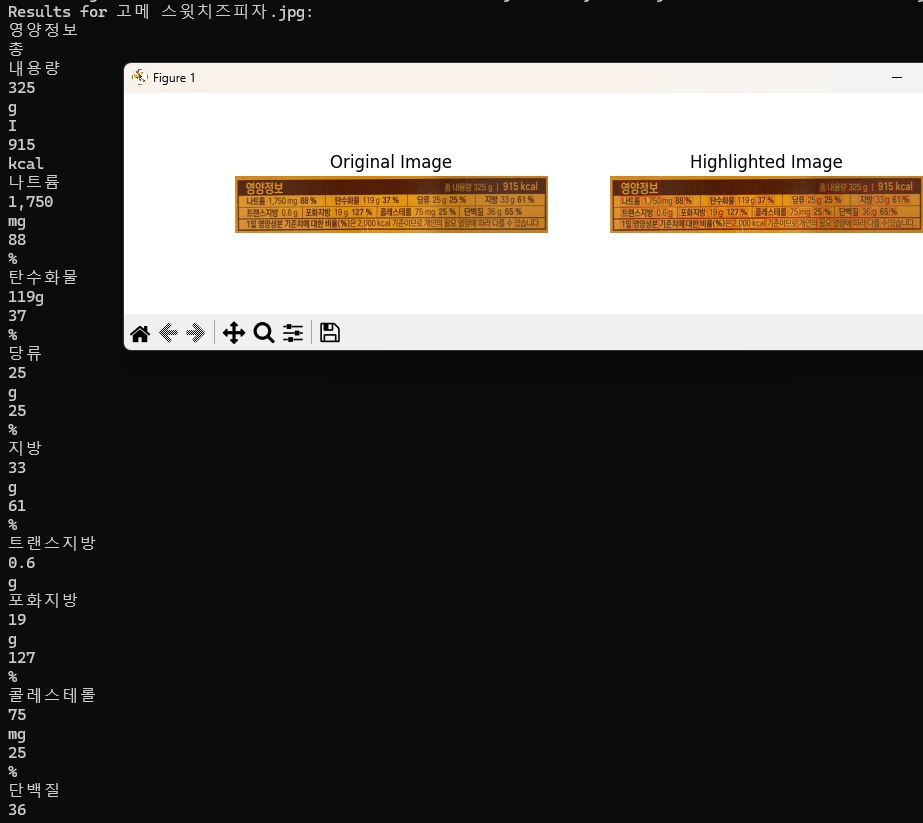 Results for 고메 스윗치즈피자.jpg:
영양정보
총
내용량
325
g
I
915
kcal
나트륨
1,750
mg
88
%
탄수화물
119g
37
%
당류
25
g
25
%
지방
33
g
61
%
트랜스지방
0.6
g
포화지방
19
g
127
%
콜레스테롤
75
mg
25
%
단백질
36
Figure 1
Original Image
영양정보 총 내용량 325 g | 915 kcal
나트륨 1,750 mg 88 % 탄수화물 119 g 37 % 당류 25 g 25 % 지방 33 g 61 %
트랜스지방 0.6 g 포화지방 19 g 127 % 콜레스테롤 75 mg 25 % 단백질 36 g 65 %
1일 영양성분 기준치에 대한 비율(%)은 2,000 kcal 기준이므로 개인의 필요 열량에 따라 다를 수 있습니다.
Highlighted Image
영양정보 총 내용량 325 g | 915 kcal
나트륨 1,750 mg 88 % 탄수화물 119 g 37 % 당류 25 g 25 % 지방 33 g 61 %
트랜스지방 0.6 g 포화지방 19 g 127 % 콜레스테롤 75 mg 25 % 단백질 36 g 65 %
1일 영양성분 기준치에 대한 비율(%)은 2,000 kcal 기준이므로 개인의 필요 열량에 따라 다를 수 있습니다.